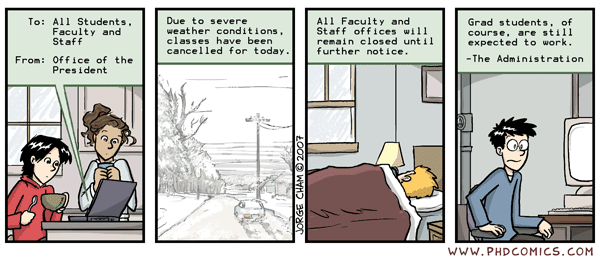 To: All Students,
Faculty and
Staff
From: Office of the
President
Due to severe
weather conditions,
classes have been
cancelled for today.
JORGE CHAM © 2007
All Faculty and
Staff offices will
remain closed until
further notice.
Grad students, of
course, are still
expected to work.
-The Administration
WWW.PHDCOMICS.COM